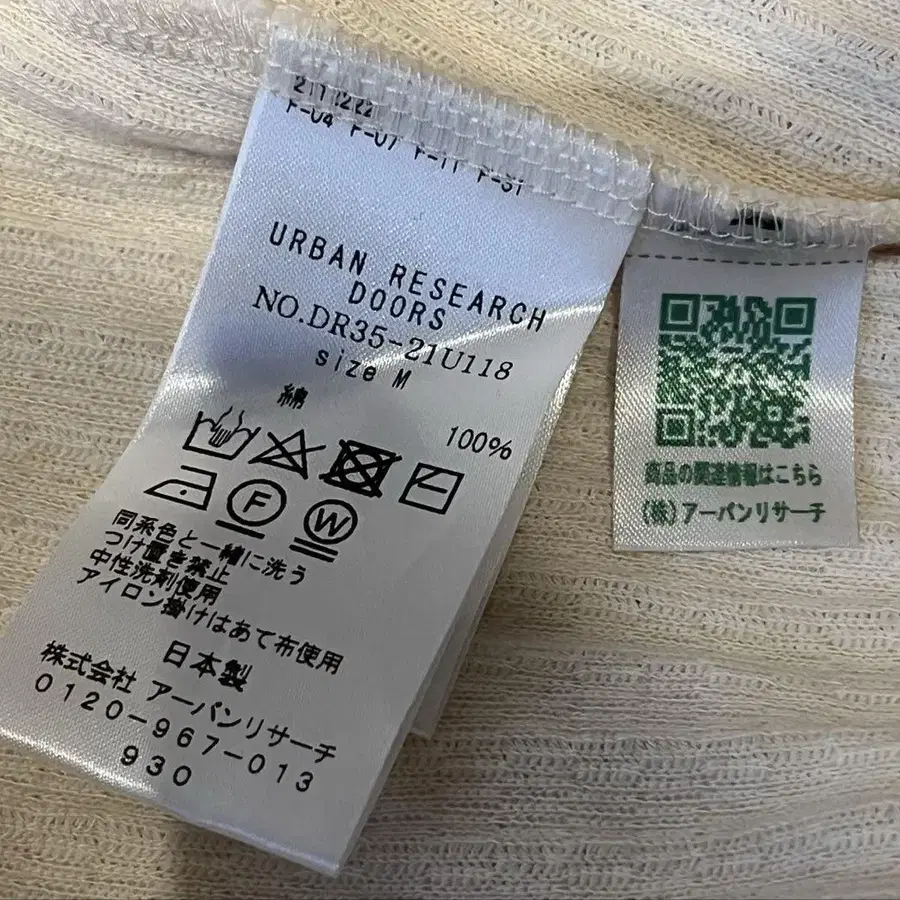 F-04 F-07 F-11 F-31
URBAN RESEARCH
DOORS
NO.DR35-21U118
size M
綿
100%
F
W
同系色と一緒に洗う
つけ置き禁止
中性洗剤使用
アイロン掛けはあて布使用
日本製
株式会社 アーバンリサーチ
0120-967-013
930
商品の関連情報はこちら
(株)アーバンリサーチ